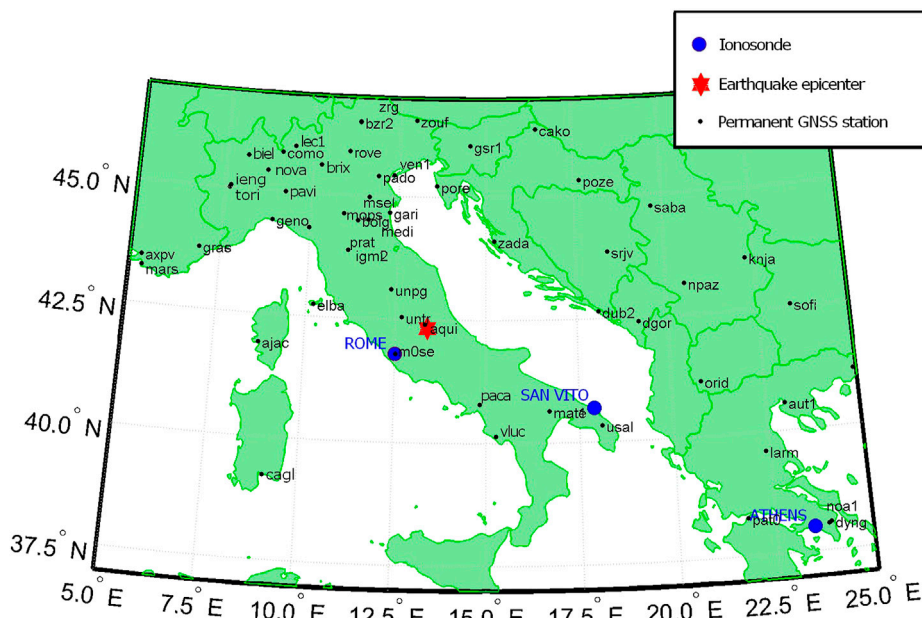 Ionosonde
Earthquake epicenter
Permanent GNSS station
zrg
bzr2
zouf
cako
lec1
gsr1
biel
como
rove
nova
brix
ven1
pado
ieng
tori
pavi
pore
poze
msel
saba
geno
mops
bolg
gari
medi
zada
gras
prat
igml2
srjv
knja
axpv
mars
unpg
npaz
elba
sofi
untr
dub2
dgor
aqui
ajac
ROME
m0se
orid
paca
SAN VITO
mate
aut1
usal
vluc
larm
cagl
noa1
ATHENS
pat0
dyng
45.0° N
42.5° N
40.0° N
37.5° N
5.0° E
7.5° E
10.0° E
12.5° E
15.0° E
17.5° E
20.0° E
22.5° E
25.0° E